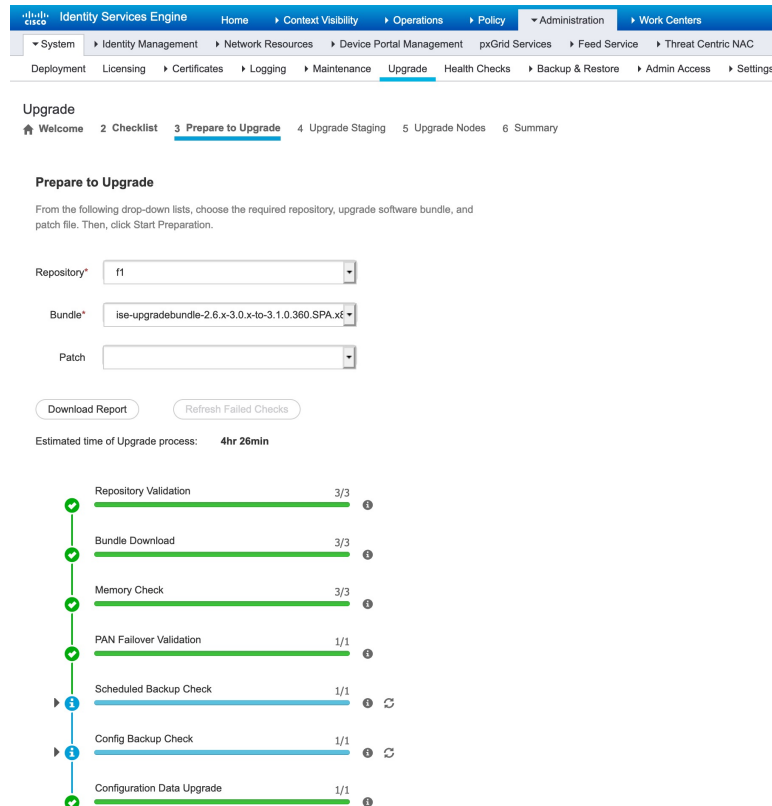 CISCO Identity Services Engine Home Context Visibility Operations Policy Administration Work Centers
System Identity Management Network Resources Device Portal Management pxGrid Services Feed Service Threat Centric NAC
Deployment Licensing Certificates Logging Maintenance Upgrade Health Checks Backup & Restore Admin Access Settings
Upgrade
Welcome 2 Checklist 3 Prepare to Upgrade 4 Upgrade Staging 5 Upgrade Nodes 6 Summary
Prepare to Upgrade
From the following drop-down lists, choose the required repository, upgrade software bundle, and
patch file. Then, click Start Preparation.
Repository* f1
Bundle* ise-upgradebundle-2.6.x-3.0.x-to-3.1.0.360.SPA.x8
Patch
Download Report Refresh Failed Checks
Estimated time of Upgrade process: 4hr 26min
Repository Validation 3/3
Bundle Download 3/3
Memory Check 3/3
PAN Failover Validation 1/1
Scheduled Backup Check 1/1
Config Backup Check 1/1
Configuration Data Upgrade 1/1